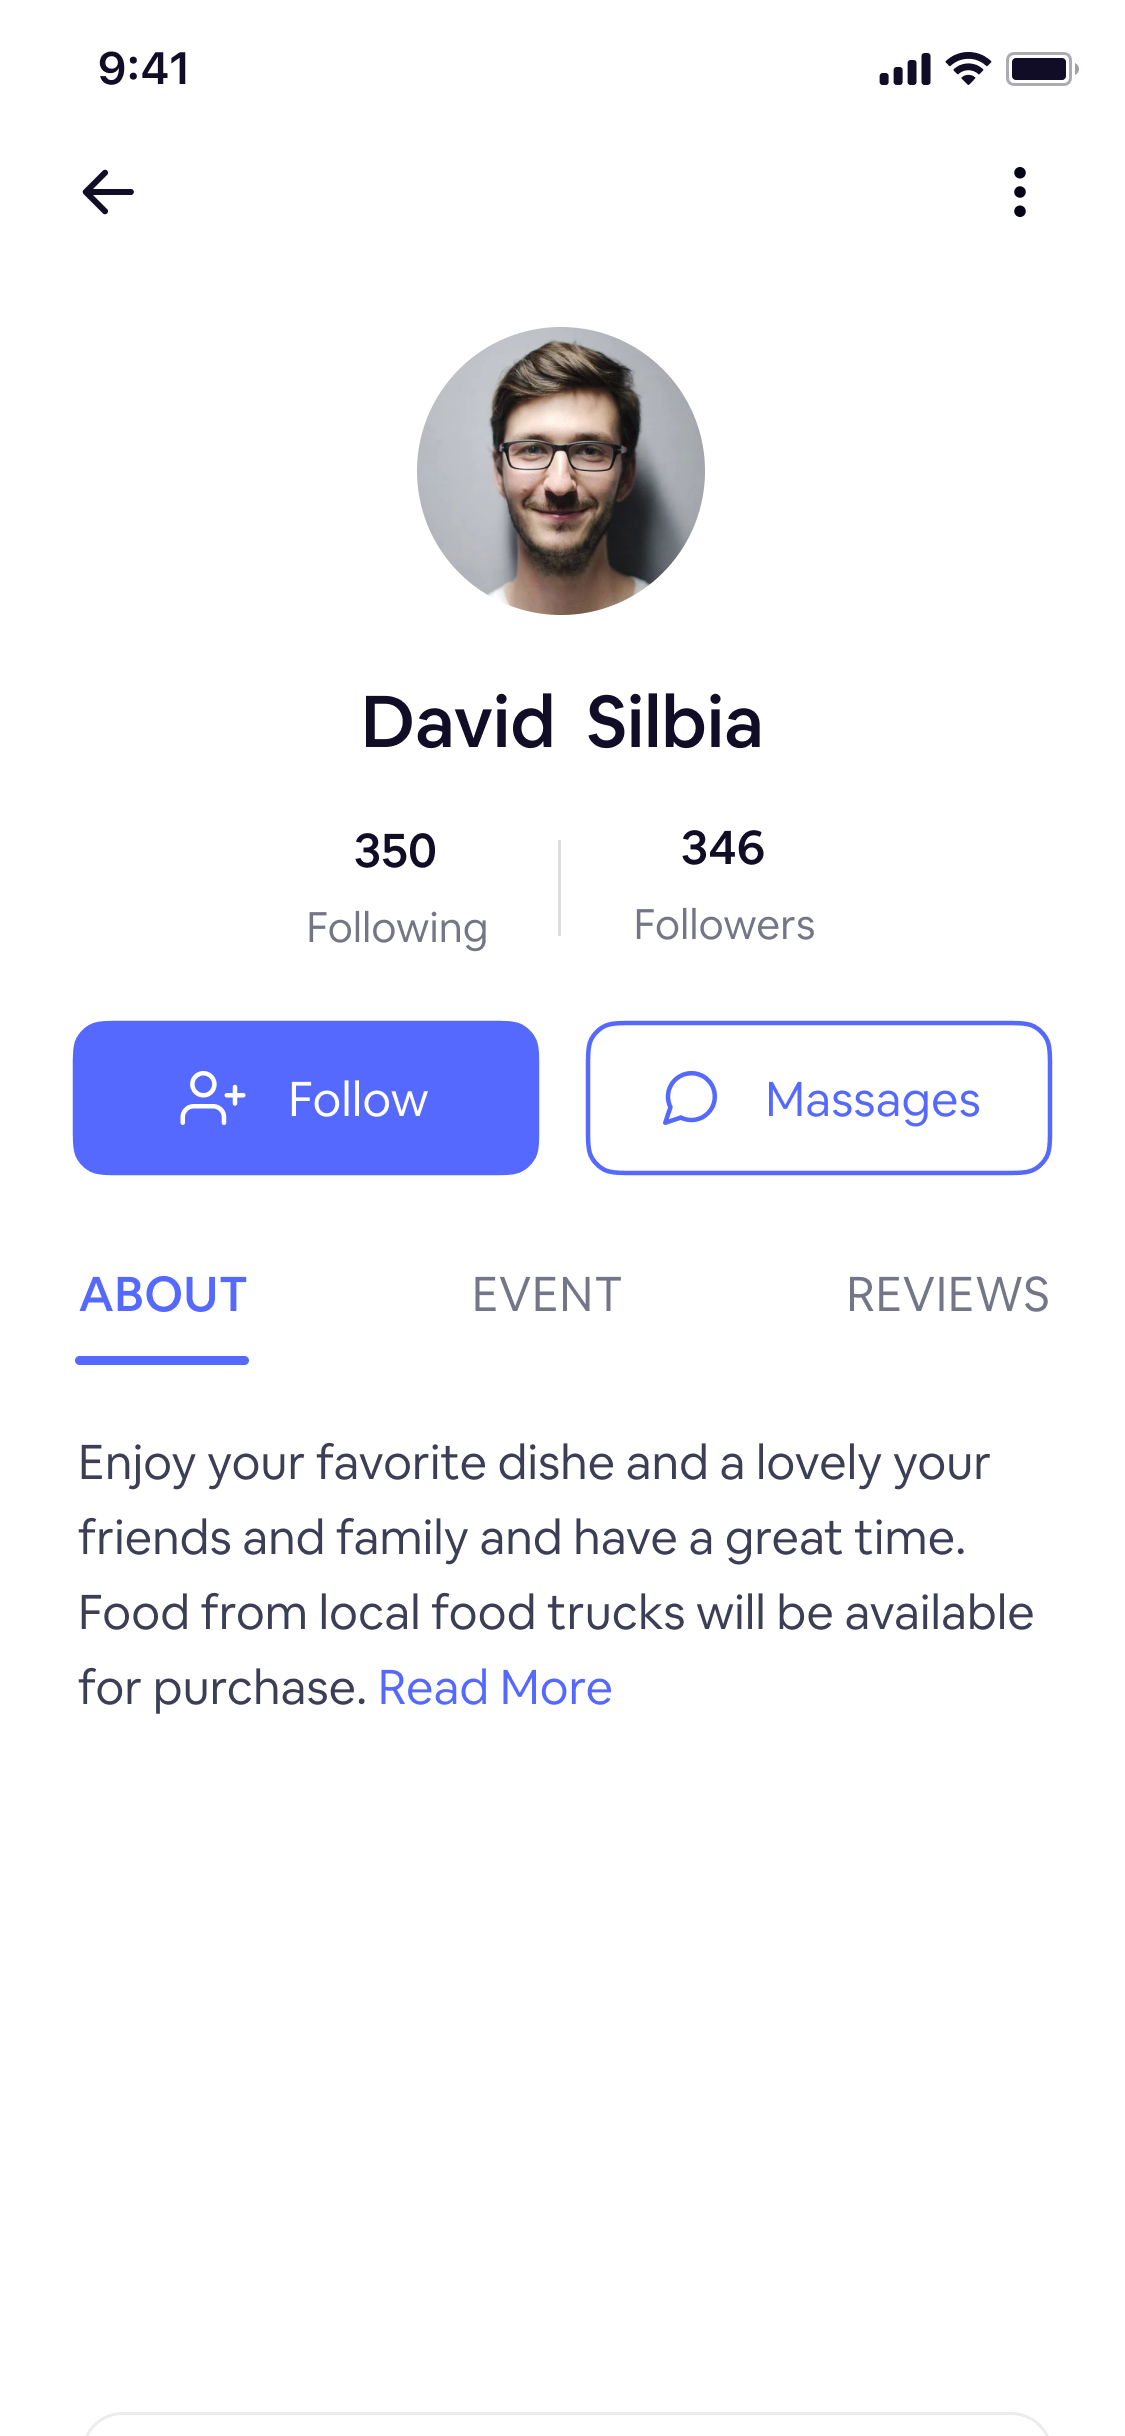 9:41
David Silbia
350
Following
346
Followers
Follow
Massages
ABOUT
EVENT
REVIEWS
Enjoy your favorite dishe and a lovely your
friends and family and have a great time.
Food from local food trucks will be available
for purchase. Read More